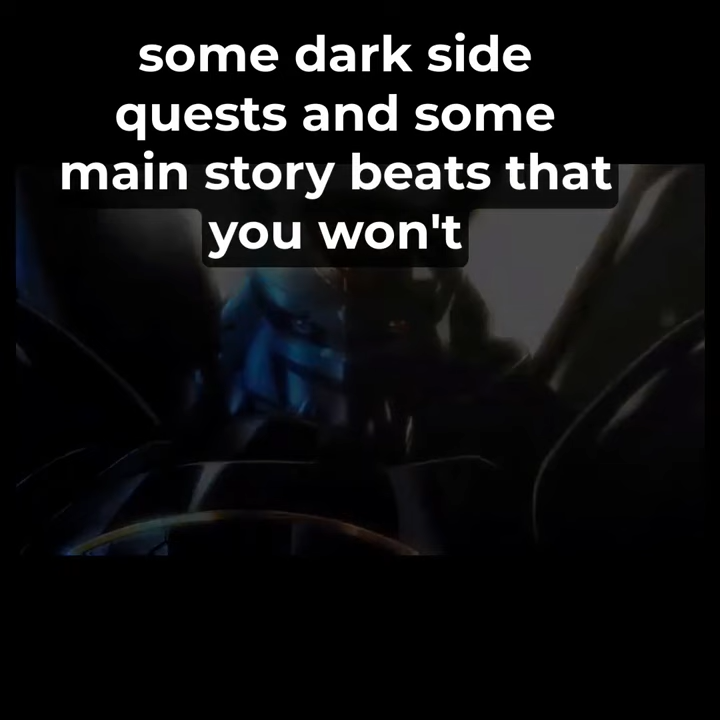 some dark side
quests and some
main story beats that
you won't